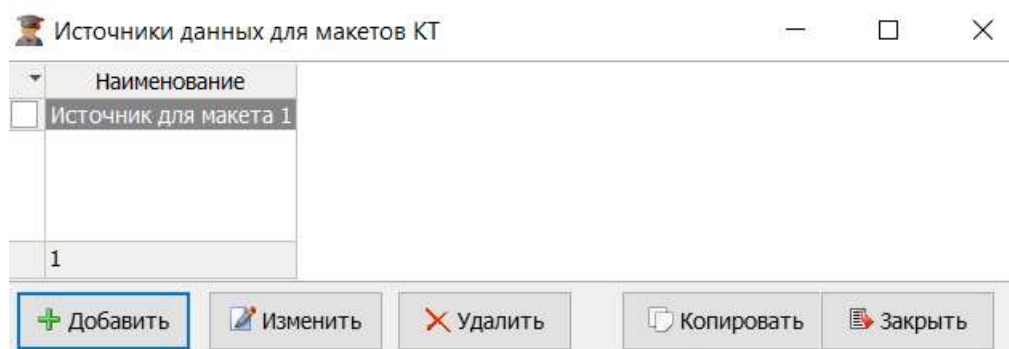 Источники данных для макетов КТ
Наименование
Источник для макета 1
1
Добавить Изменить Удалить Копировать Закрыть